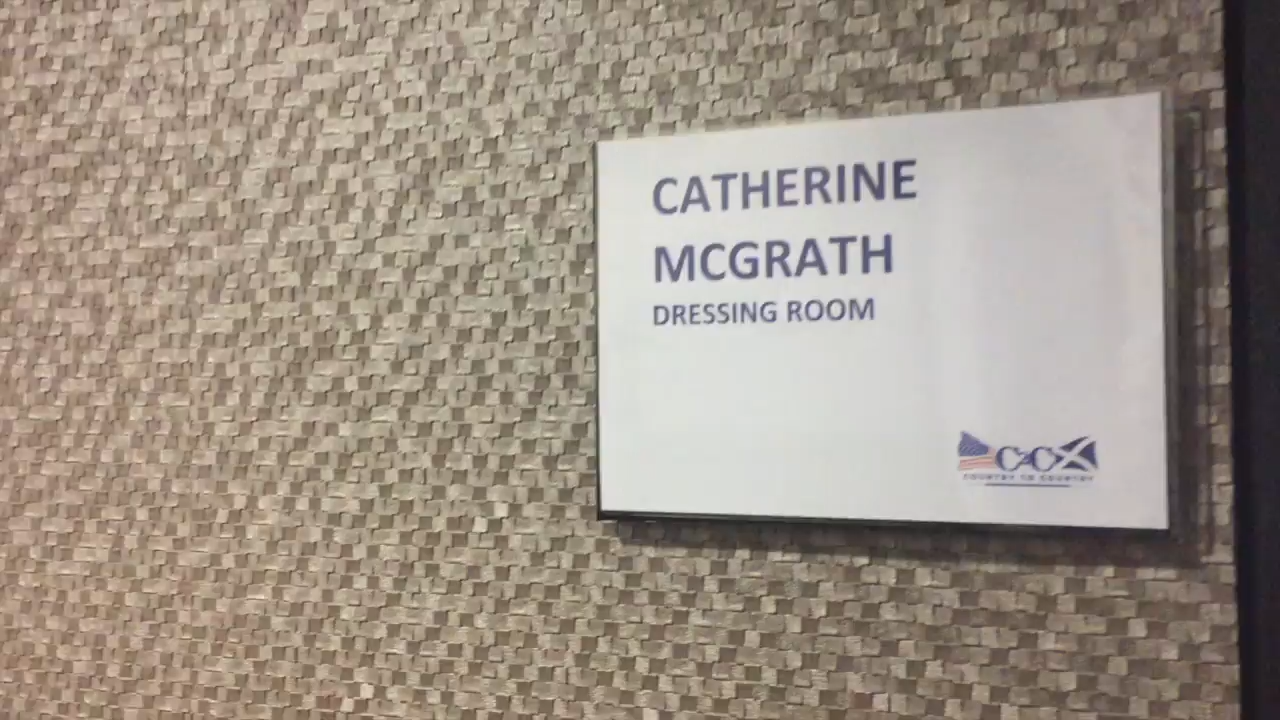 CATHERINE
MCGRATH
DRESSING ROOM
C2C
COUNTRY TO COUNTRY